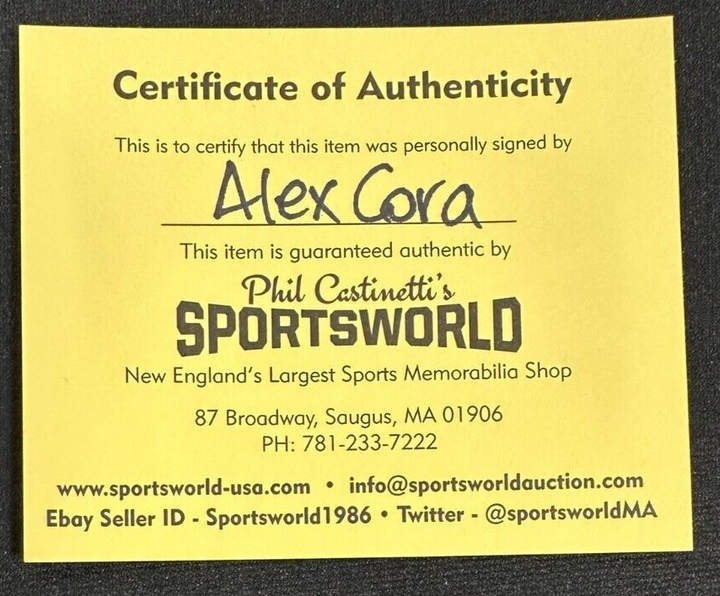 Certificate of Authenticity
This is to certify that this item was personally signed by
Alex Cora
This item is guaranteed authentic by
Phil Castinetti's
SPORTSWORLD
New England's Largest Sports Memorabilia Shop
87 Broadway, Saugus, MA 01906
PH: 781-233-7222
www.sportsworld-usa.com • info@sportsworldauction.com
Ebay Seller ID - Sportsworld1986 • Twitter - @sportsworldMA